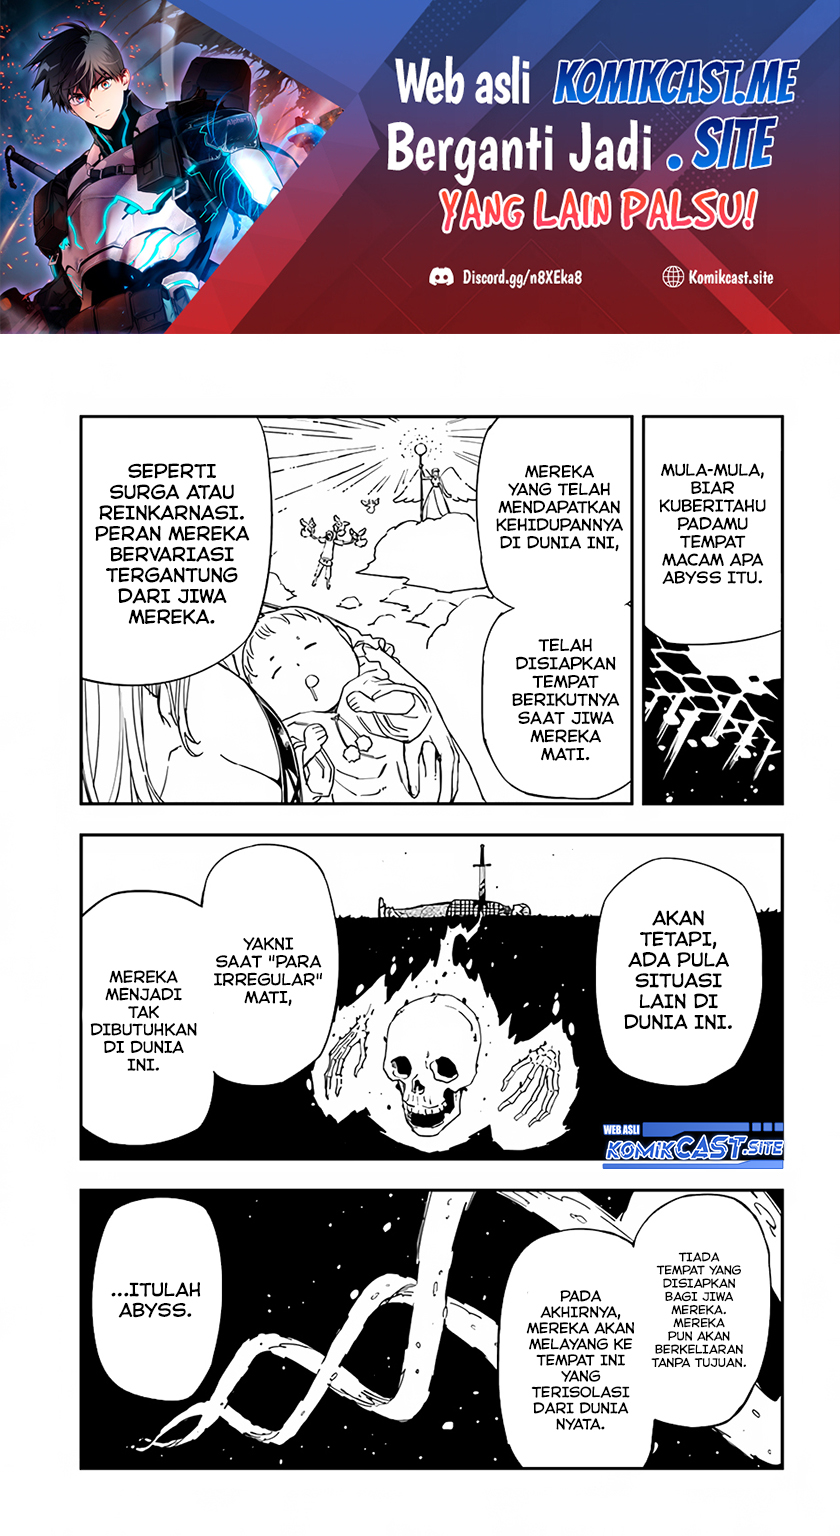 Web asli KOMIKCAST.ME
Berganti Jadi .SITE
YANG LAIN PALSU!
Discord.gg/n8XEka8
Komikcast.site
MULA-MULA,
BIAR
KUBERITAHU
PADAMU
TEMPAT
MACAM APA
ABYSS ITU.
MEREKA
YANG TELAH
MENDAPATKAN
KEHIDUPANNYA
DI DUNIA INI,
TELAH
DISIAPKAN
TEMPAT
BERIKUTNYA
SAAT JIWA
MEREKA
MATI.
SEPERTI
SURGA ATAU
REINKARNASI.
PERAN MEREKA
BERVARIASI
TERGANTUNG
DARI JIWA
MEREKA.
AKAN
TETAPI,
ADA PULA
SITUASI
LAIN DI
DUNIA INI.
YAKNI
SAAT "PARA
IRREGULAR"
MATI,
MEREKA
MENJADI
TAK
DIBUTUHKAN
DI DUNIA
INI.
WEB ASLI
KOMIKCAST.SITE
TIADA
TEMPAT YANG
DISIAPKAN
BAGI JIWA
MEREKA.
MEREKA
PUN AKAN
BERKELIARAN
TANPA TUJUAN.
PADA
AKHIRNYA,
MEREKA AKAN
MELAYANG KE
TEMPAT INI
YANG
TERISOLASI
DARI DUNIA
NYATA.
...ITULAH
ABYSS.